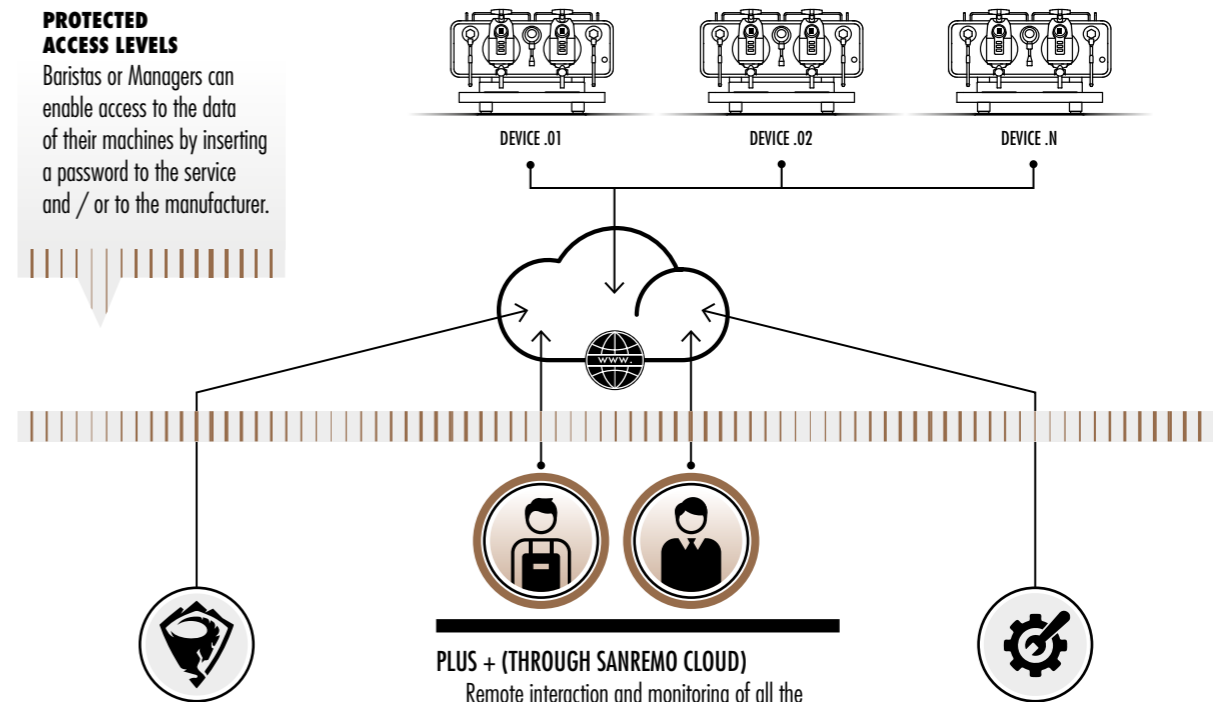 PROTECTED
ACCESS LEVELS
Baristas or Managers can
enable access to the data
of their machines by inserting
a password to the service
and / or to the manufacturer.
DEVICE .01
DEVICE .02
DEVICE .N
www.
PLUS + (THROUGH SANREMO CLOUD)
Remote interaction and monitoring of all the